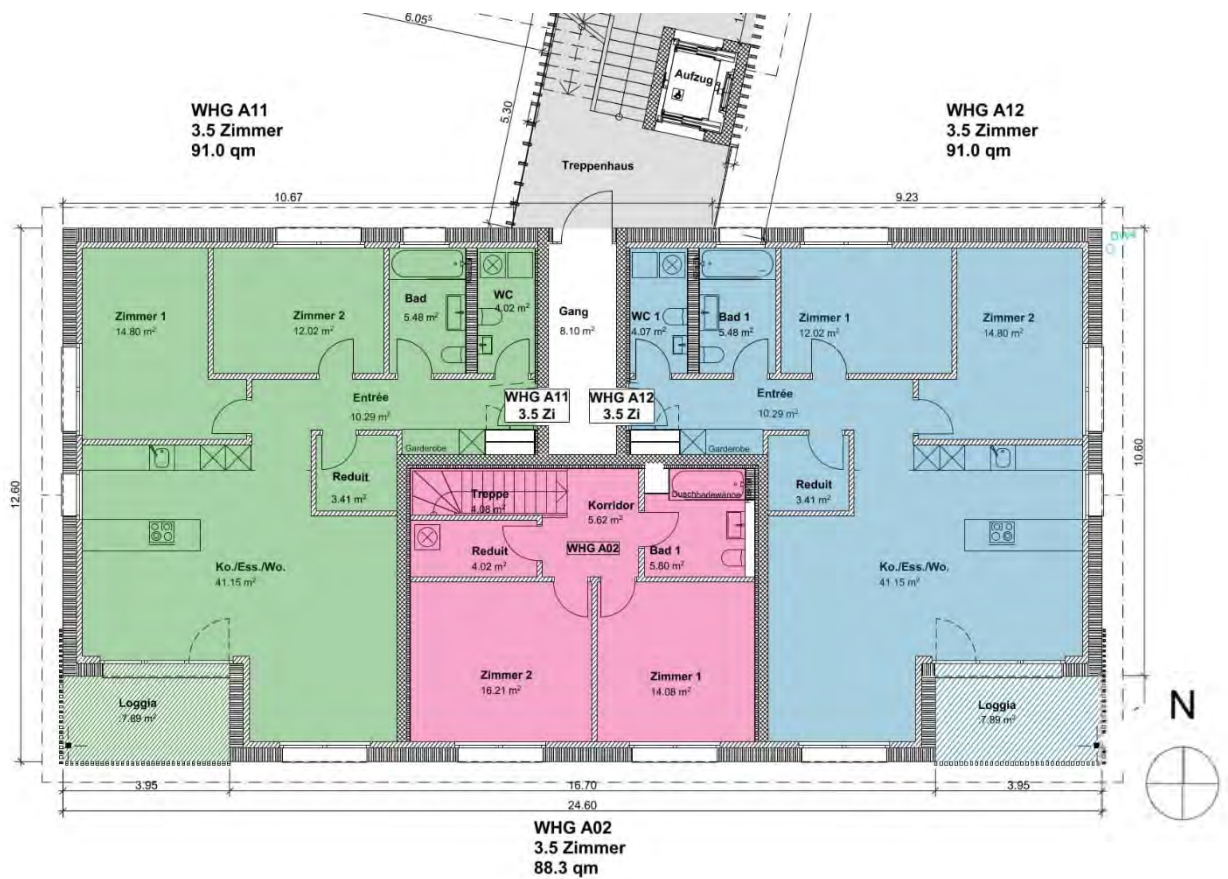 6.05⁵
5.30
Aufzug
Treppenhaus
WHG A11
3.5 Zimmer
91.0 qm
WHG A12
3.5 Zimmer
91.0 qm
10.67
9.23
12.60
10.60
Zimmer 1
14.80 m²
Zimmer 2
12.02 m²
Bad
5.48 m²
WC
4.02 m²
Gang
8.10 m²
WC 1
4.07 m²
Bad 1
5.48 m²
Zimmer 1
12.02 m²
Zimmer 2
14.80 m²
Entrée
10.29 m²
WHG A11
3.5 Zi
WHG A12
3.5 Zi
Entrée
10.29 m²
Garderobe
Garderobe
Reduit
3.41 m²
Treppe
4.08 m²
Korridor
5.62 m²
Duschbadewanne
Reduit
3.41 m²
WHG A02
Reduit
4.02 m²
Bad 1
5.80 m²
Ko./Ess./Wo.
41.15 m²
Ko./Ess./Wo.
41.15 m²
Zimmer 2
16.21 m²
Zimmer 1
14.08 m²
Loggia
7.89 m²
N
3.95
16.70
3.95
24.60
WHG A02
3.5 Zimmer
88.3 qm